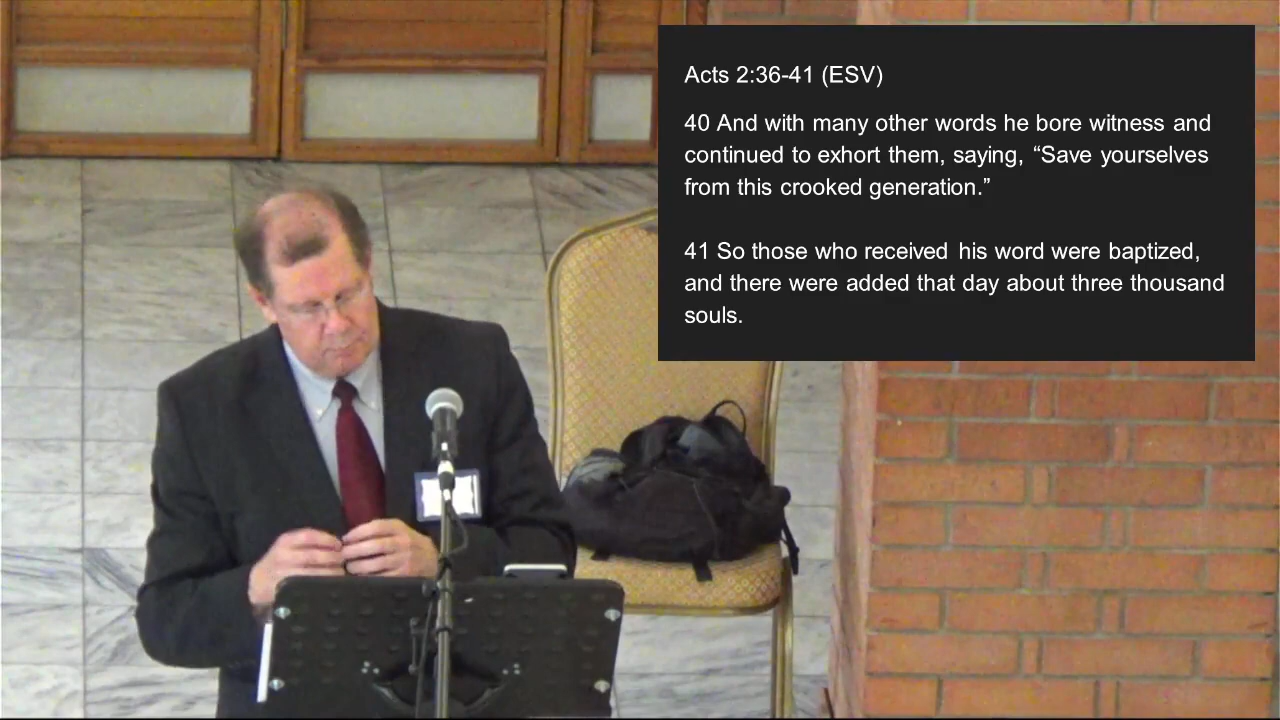 Acts 2:36-41 (ESV)
40 And with many other words he bore witness and
continued to exhort them, saying, “Save yourselves
from this crooked generation.”
41 So those who received his word were baptized,
and there were added that day about three thousand
souls.